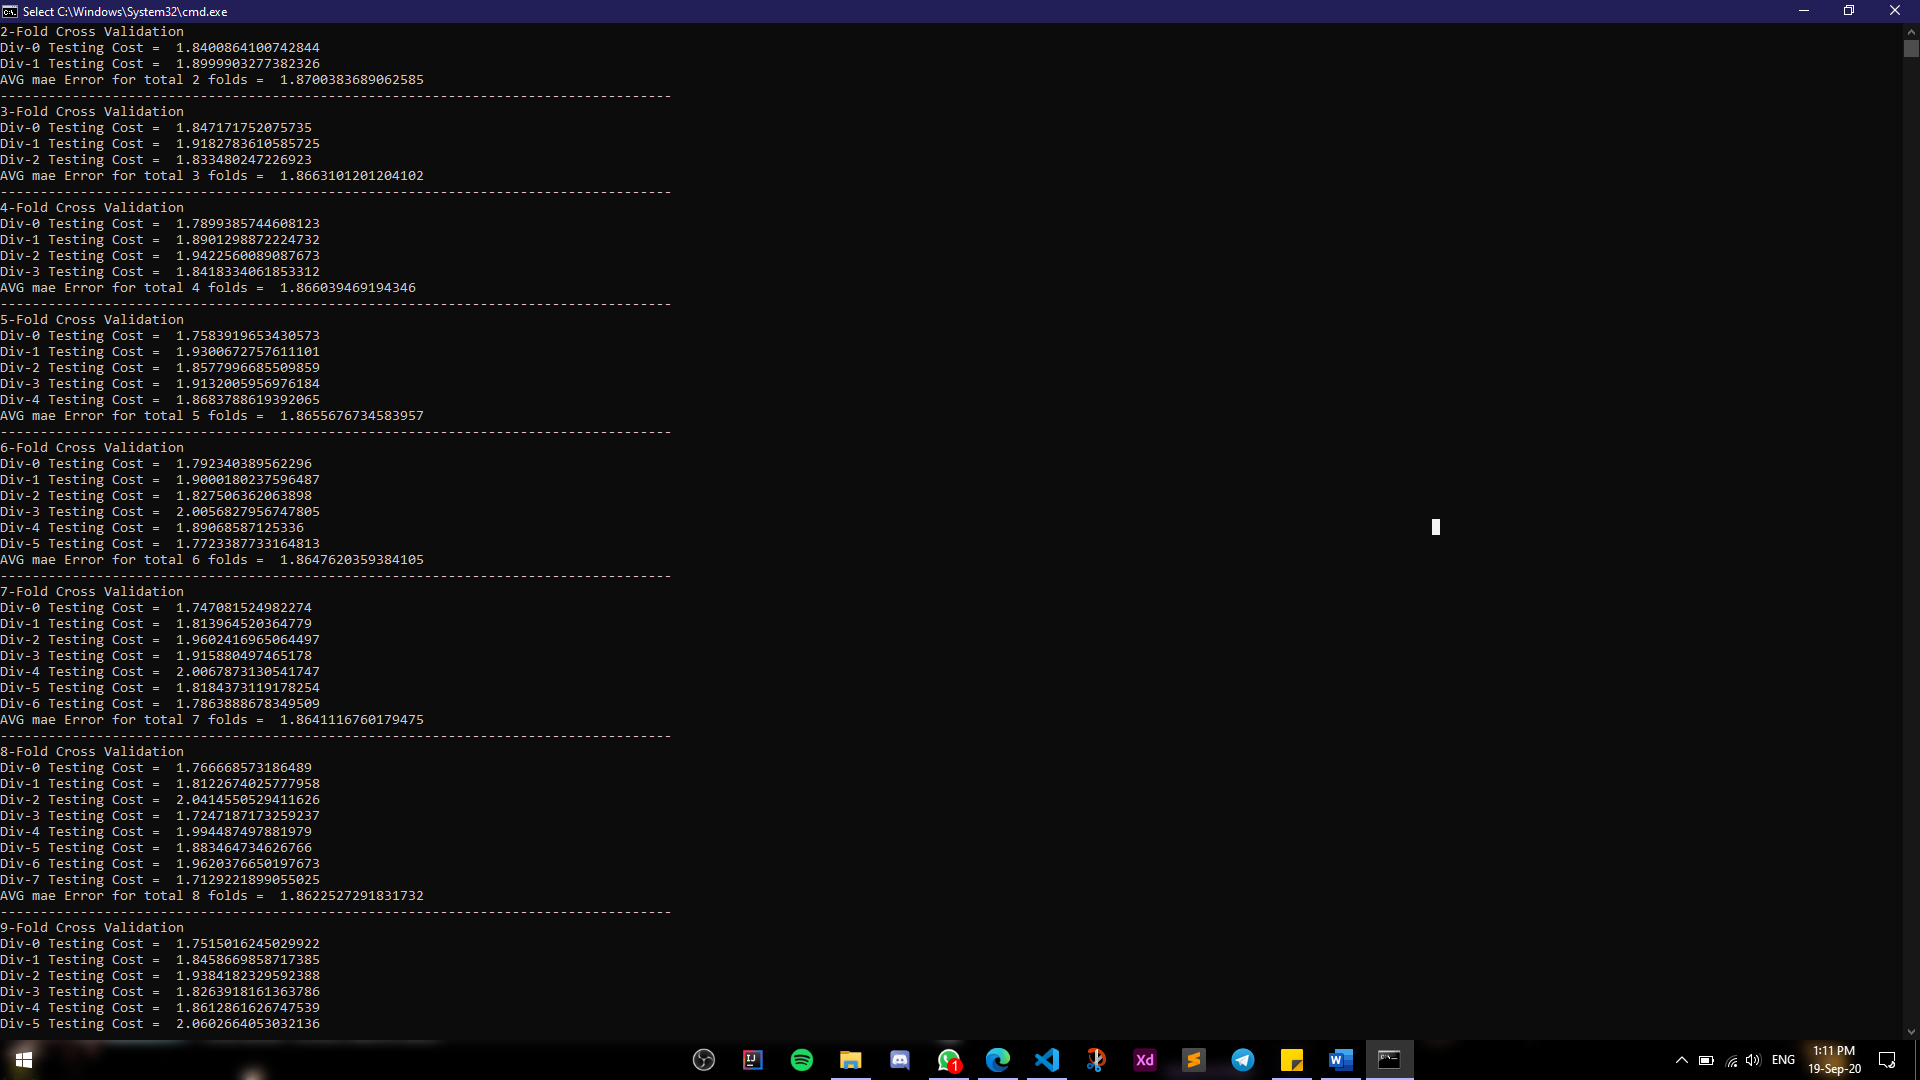 Select C:\Windows\System32\cmd.exe
2-Fold Cross Validation
Div-0 Testing Cost =  1.8400864100742844
Div-1 Testing Cost =  1.8999903277382326
AVG mae Error for total 2 folds =  1.8700383689062585
------------------------------------------------------------------------------------
3-Fold Cross Validation
Div-0 Testing Cost =  1.847171752075735
Div-1 Testing Cost =  1.9182783610585725
Div-2 Testing Cost =  1.833480247226923
AVG mae Error for total 3 folds =  1.8663101201204102
------------------------------------------------------------------------------------
4-Fold Cross Validation
Div-0 Testing Cost =  1.7899385744608123
Div-1 Testing Cost =  1.8901298872224732
Div-2 Testing Cost =  1.9422560089087673
Div-3 Testing Cost =  1.8418334061853312
AVG mae Error for total 4 folds =  1.866039469194346
------------------------------------------------------------------------------------
5-Fold Cross Validation
Div-0 Testing Cost =  1.7583919653430573
Div-1 Testing Cost =  1.9300672757611101
Div-2 Testing Cost =  1.8577996685509859
Div-3 Testing Cost =  1.9132005956976184
Div-4 Testing Cost =  1.8683788619392065
AVG mae Error for total 5 folds =  1.8655676734583957
------------------------------------------------------------------------------------
6-Fold Cross Validation
Div-0 Testing Cost =  1.792340389562296
Div-1 Testing Cost =  1.9000180237596487
Div-2 Testing Cost =  1.827506362063898
Div-3 Testing Cost =  2.0056827956747805
Div-4 Testing Cost =  1.89068587125336
Div-5 Testing Cost =  1.7723387733164813
AVG mae Error for total 6 folds =  1.8647620359384105
------------------------------------------------------------------------------------
7-Fold Cross Validation
Div-0 Testing Cost =  1.747081524982274
Div-1 Testing Cost =  1.813964520364779
Div-2 Testing Cost =  1.9602416965064497
Div-3 Testing Cost =  1.915880497465178
Div-4 Testing Cost =  2.0067873130541747
Div-5 Testing Cost =  1.8184373119178254
Div-6 Testing Cost =  1.7863888678349509
AVG mae Error for total 7 folds =  1.8641116760179475
------------------------------------------------------------------------------------
8-Fold Cross Validation
Div-0 Testing Cost =  1.766668573186489
Div-1 Testing Cost =  1.8122674025777958
Div-2 Testing Cost =  2.0414550529411626
Div-3 Testing Cost =  1.7247187173259237
Div-4 Testing Cost =  1.994487497881979
Div-5 Testing Cost =  1.883464734626766
Div-6 Testing Cost =  1.9620376650197673
Div-7 Testing Cost =  1.7129221899055025
AVG mae Error for total 8 folds =  1.8622527291831732
------------------------------------------------------------------------------------
9-Fold Cross Validation
Div-0 Testing Cost =  1.7515016245029922
Div-1 Testing Cost =  1.8458669858717385
Div-2 Testing Cost =  1.9384182329592388
Div-3 Testing Cost =  1.8263918161363786
Div-4 Testing Cost =  1.8612861626747539
Div-5 Testing Cost =  2.0602664053032136
1
Xd
ENG
1:11 PM
19-Sep-20